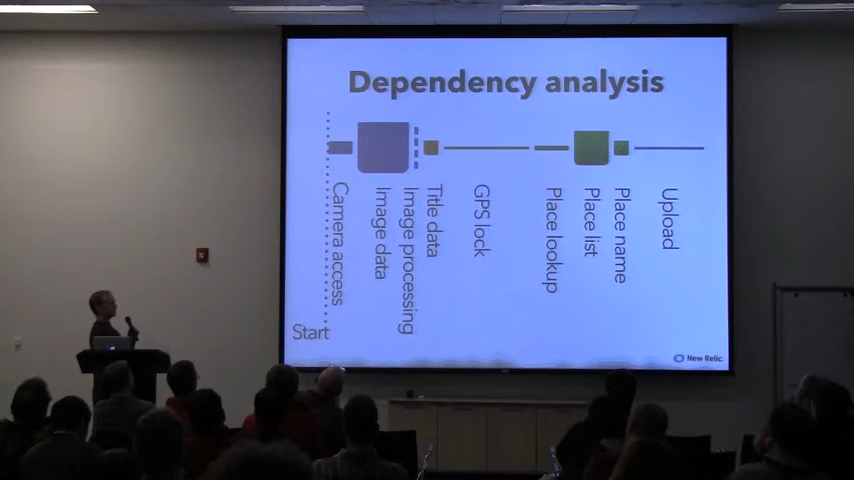 Dependency analysis
Camera access
Image data
Image processing
Title data
GPS lock
Place lookup
Place list
Place name
Upload
Start
New Relic.